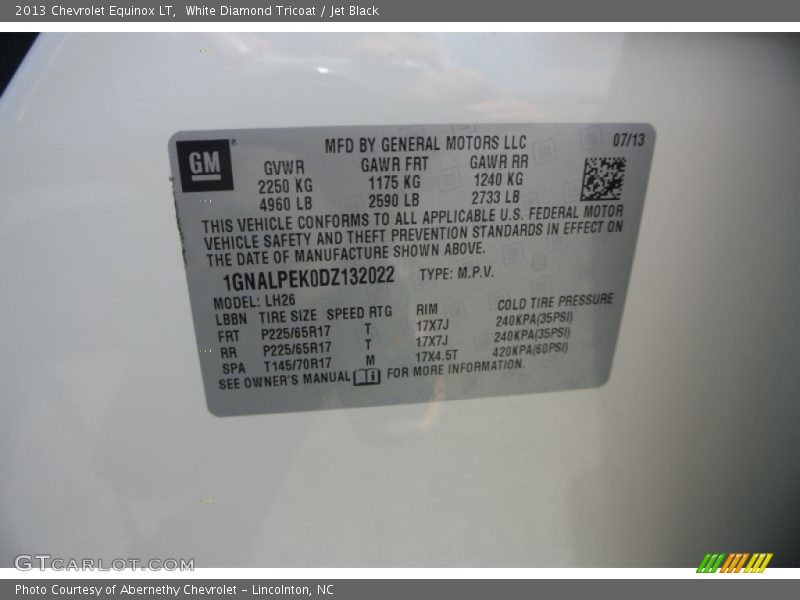 2013 Chevrolet Equinox LT, White Diamond Tricoat / Jet Black
GM
MFD BY GENERAL MOTORS LLC 07/13
GVWR GAWR FRT GAWR RR
2250 KG 1175 KG 1240 KG
4960 LB 2590 LB 2733 LB
THIS VEHICLE CONFORMS TO ALL APPLICABLE U.S. FEDERAL MOTOR
VEHICLE SAFETY AND THEFT PREVENTION STANDARDS IN EFFECT ON
THE DATE OF MANUFACTURE SHOWN ABOVE.
1GNALPEK0DZ132022 TYPE: M.P.V.
MODEL: LH26
LBBN TIRE SIZE SPEED RTG RIM COLD TIRE PRESSURE
FRT P225/65R17 T 17X7J 240KPA(35PSI)
RR P225/65R17 T 17X7J 240KPA(35PSI)
SPA T145/70R17 M 17X4.5T 420KPA(60PSI)
SEE OWNER'S MANUAL FOR MORE INFORMATION.
GTCARLOT.COM
Photo Courtesy of Abernethy Chevrolet – Lincolnton, NC